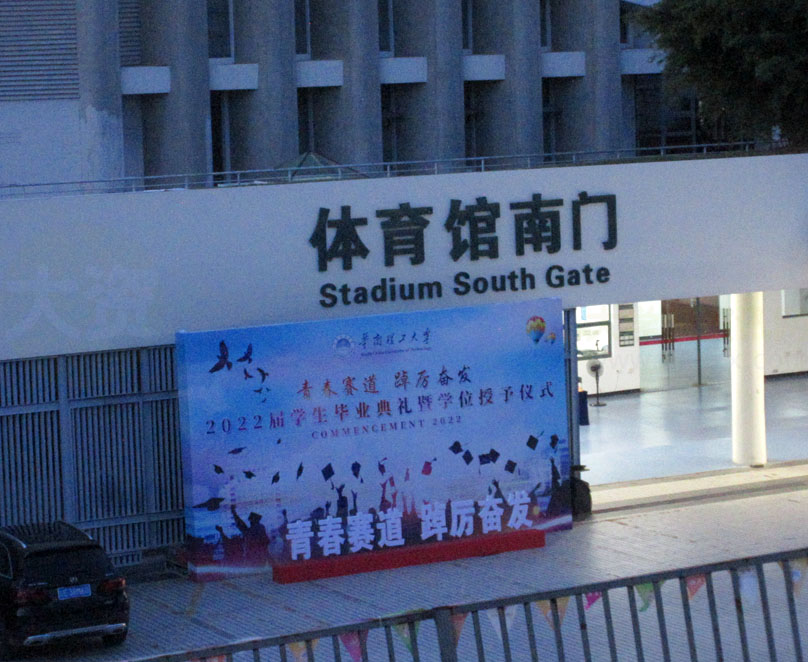 体育馆南门
Stadium South Gate
华南理工大学
青春赛道 踔厉奋发
2022届学生毕业典礼暨学位授予仪式
COMMENCEMENT 2022
青春赛道 踔厉奋发